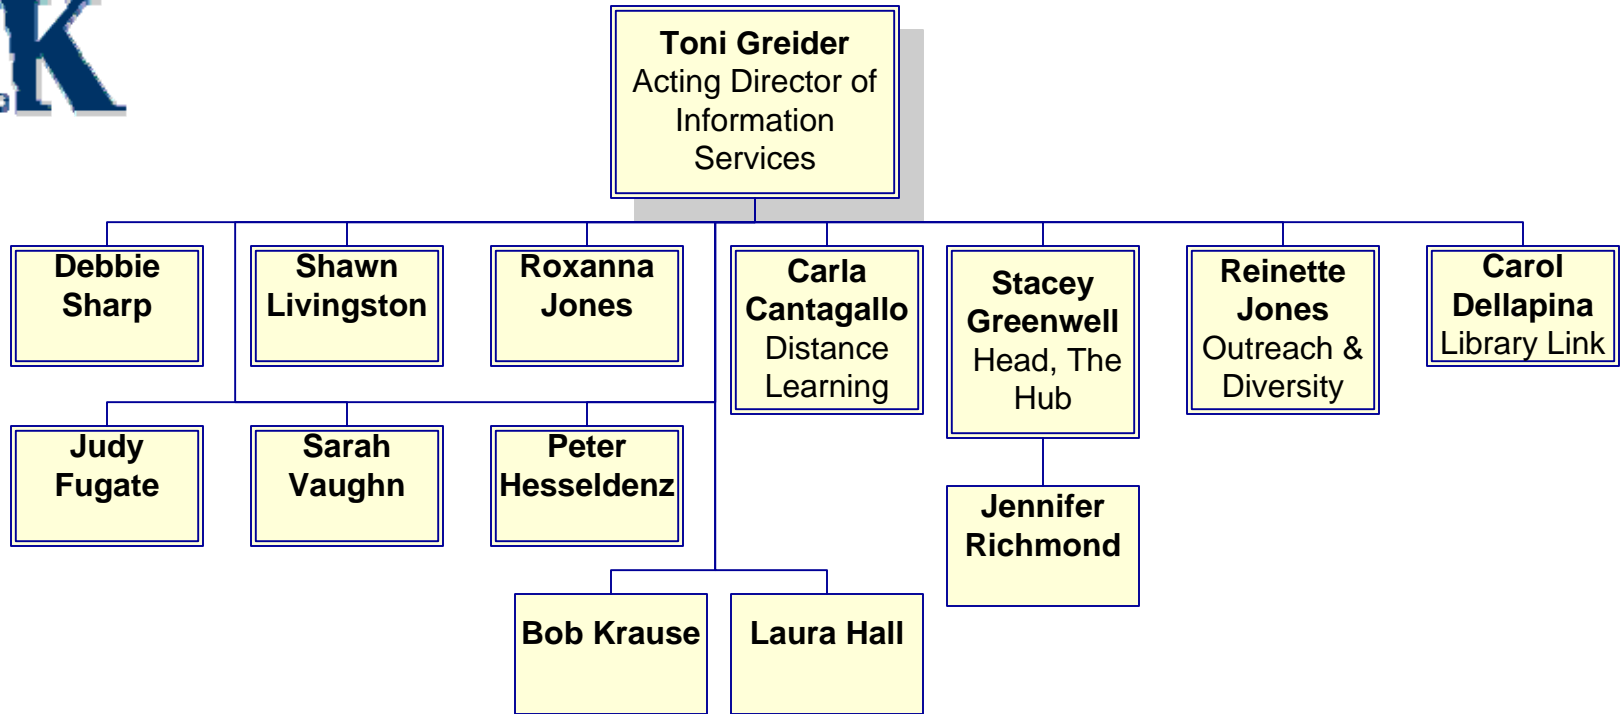 K
Toni Greider
Acting Director of
Information
Services
Debbie
Sharp
Shawn
Livingston
Roxanna
Jones
Carla
Cantagallo
Distance
Learning
Stacey
Greenwell
Head, The
Hub
Reinette
Jones
Outreach &
Diversity
Carol
Dellapina
Library Link
Judy
Fugate
Sarah
Vaughn
Peter
Hesseldenz
Jennifer
Richmond
Bob Krause
Laura Hall